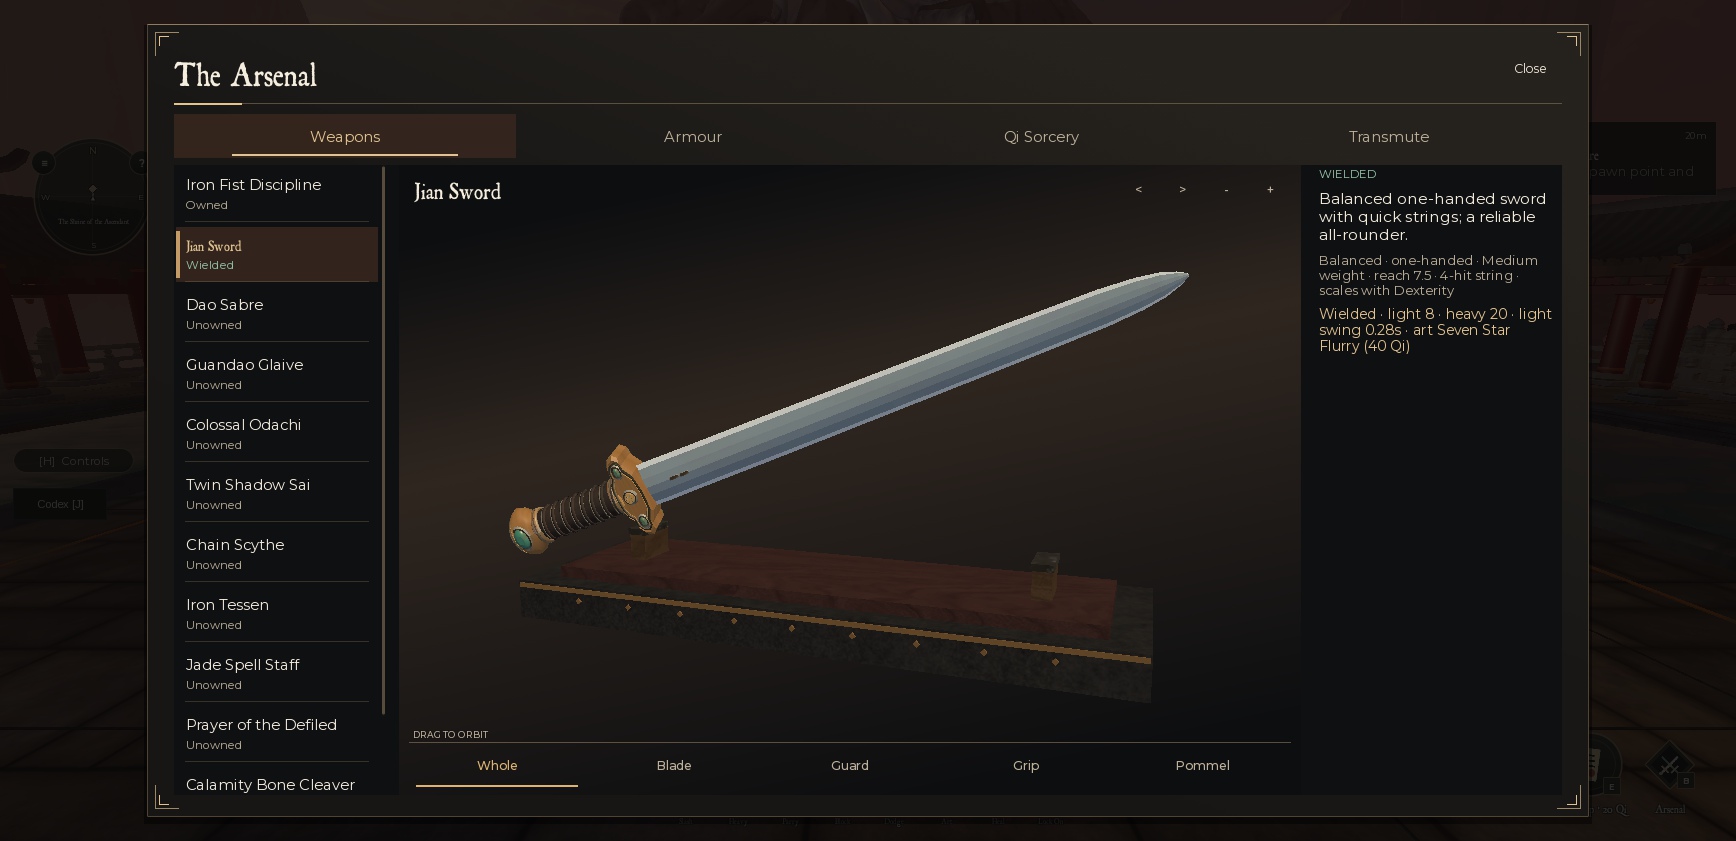 The Arsenal
Close
Weapons
Armour
Qi Sorcery
Transmute
Iron Fist Discipline
Owned
Jian Sword
Wielded
Dao Sabre
Unowned
Guandao Glaive
Unowned
Colossal Odachi
Unowned
Twin Shadow Sai
Unowned
Chain Scythe
Unowned
Iron Tessen
Unowned
Jade Spell Staff
Unowned
Prayer of the Defiled
Unowned
Calamity Bone Cleaver
Jian Sword
< > - +
DRAG TO ORBIT
Whole
Blade
Guard
Grip
Pommel
WIELDED
Balanced one-handed sword
with quick strings; a reliable
all-rounder.
Balanced · one-handed · Medium
weight · reach 7.5 · 4-hit string ·
scales with Dexterity
Wielded · light 8 · heavy 20 · light
swing 0.28s · art Seven Star
Flurry (40 Qi)
N
W
E
S
?
[H] Controls
Codex [J]
20m
pawn point and
E
B
Arsenal